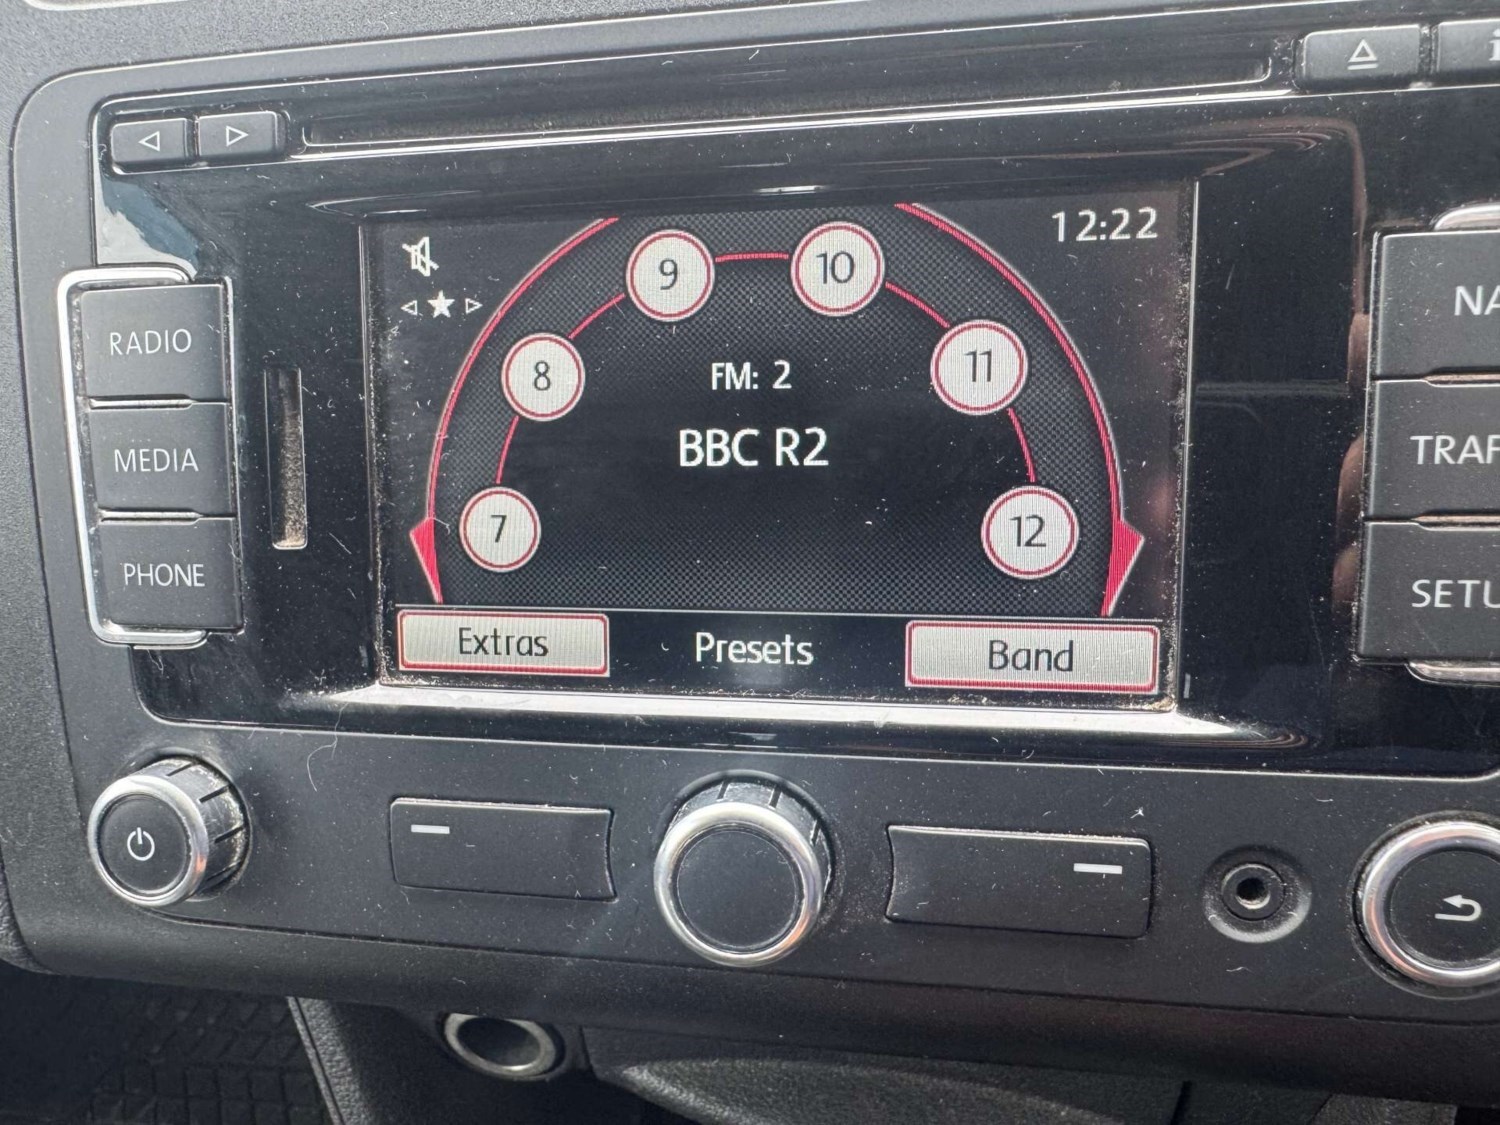 12:22
9
10
8
11
FM: 2
BBC R2
7
12
Extras
Presets
Band
RADIO
MEDIA
PHONE
NA
TRAF
SETU